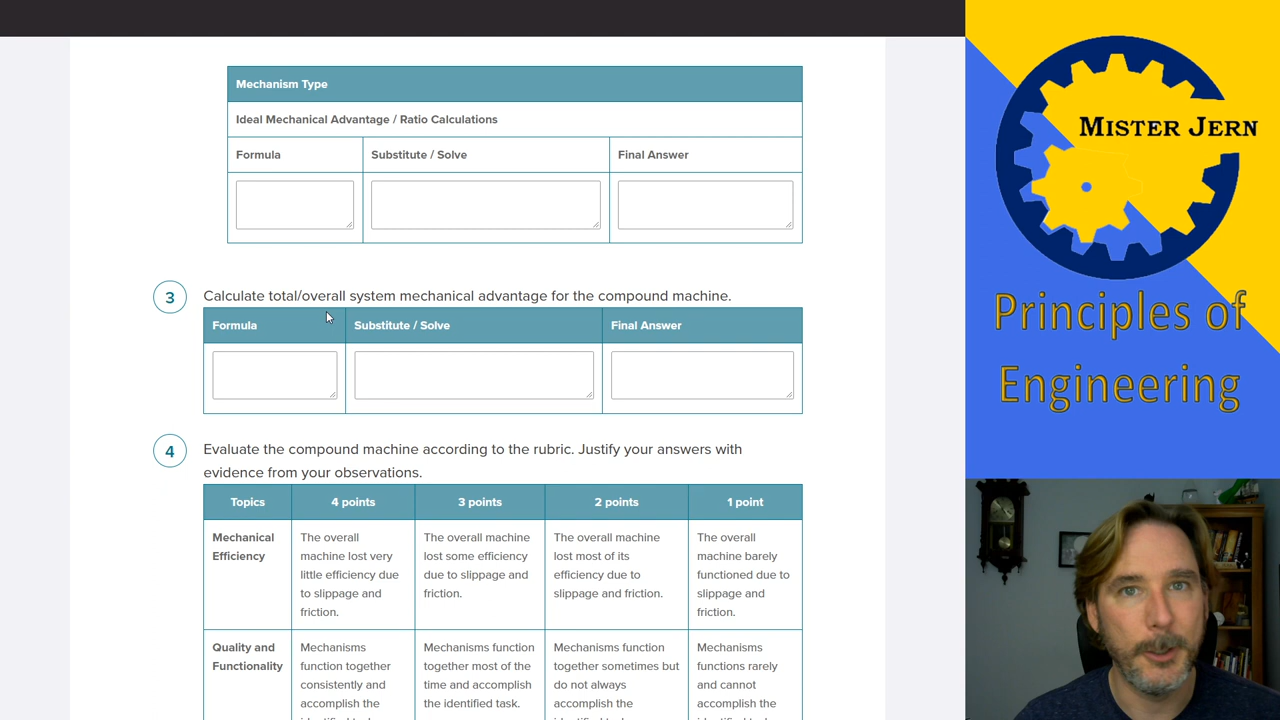 Mechanism Type
Ideal Mechanical Advantage / Ratio Calculations
Formula
Substitute / Solve
Final Answer
3
Calculate total/overall system mechanical advantage for the compound machine.
Formula
Substitute / Solve
Final Answer
4
Evaluate the compound machine according to the rubric. Justify your answers with
evidence from your observations.
Topics
4 points
3 points
2 points
1 point
Mechanical
Efficiency
The overall
machine lost very
little efficiency due
to slippage and
friction.
The overall machine
lost some efficiency
due to slippage and
friction.
The overall machine
lost most of its
efficiency due to
slippage and friction.
The overall
machine barely
functioned due to
slippage and
friction.
Quality and
Functionality
Mechanisms
function together
consistently and
accomplish the
Mechanisms function
together most of the
time and accomplish
the identified task.
Mechanisms function
together sometimes but
do not always
accomplish the
Mechanisms
functions rarely
and cannot
accomplish the
MISTER JERN
Principles of
Engineering